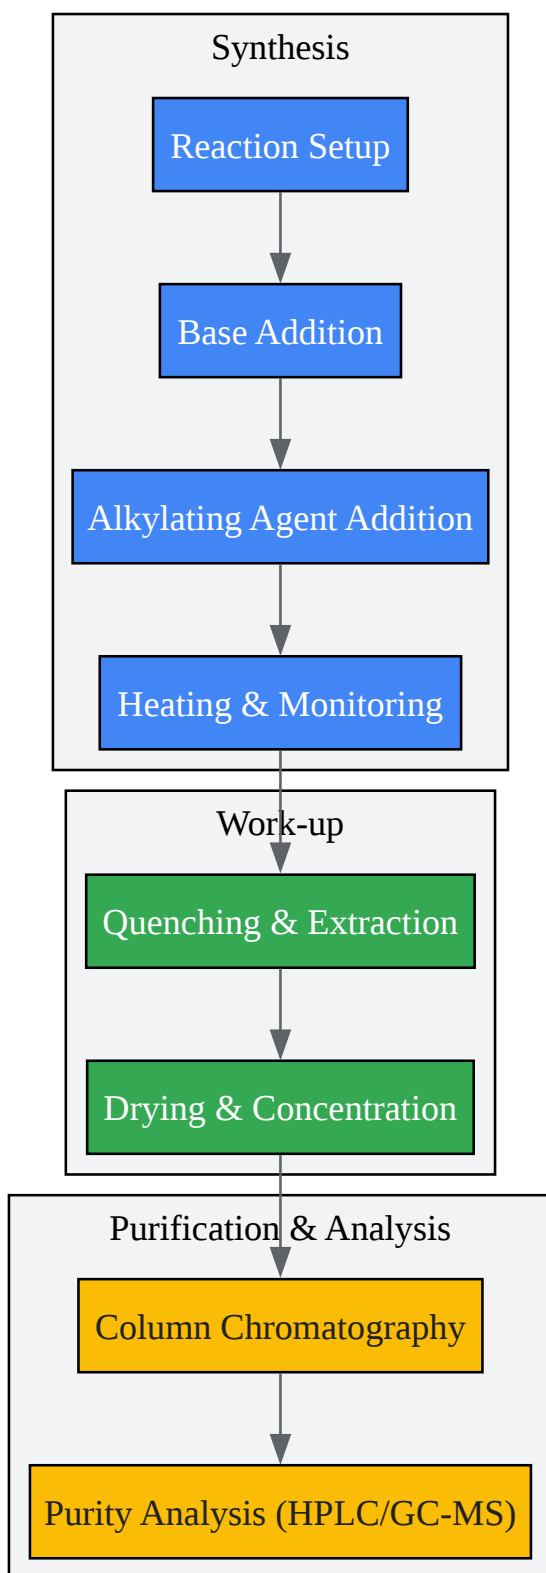 Synthesis
Reaction Setup
Base Addition
Alkylating Agent Addition
Heating & Monitoring
Work-up
Quenching & Extraction
Drying & Concentration
Purification & Analysis
Column Chromatography
Purity Analysis (HPLC/GC-MS)